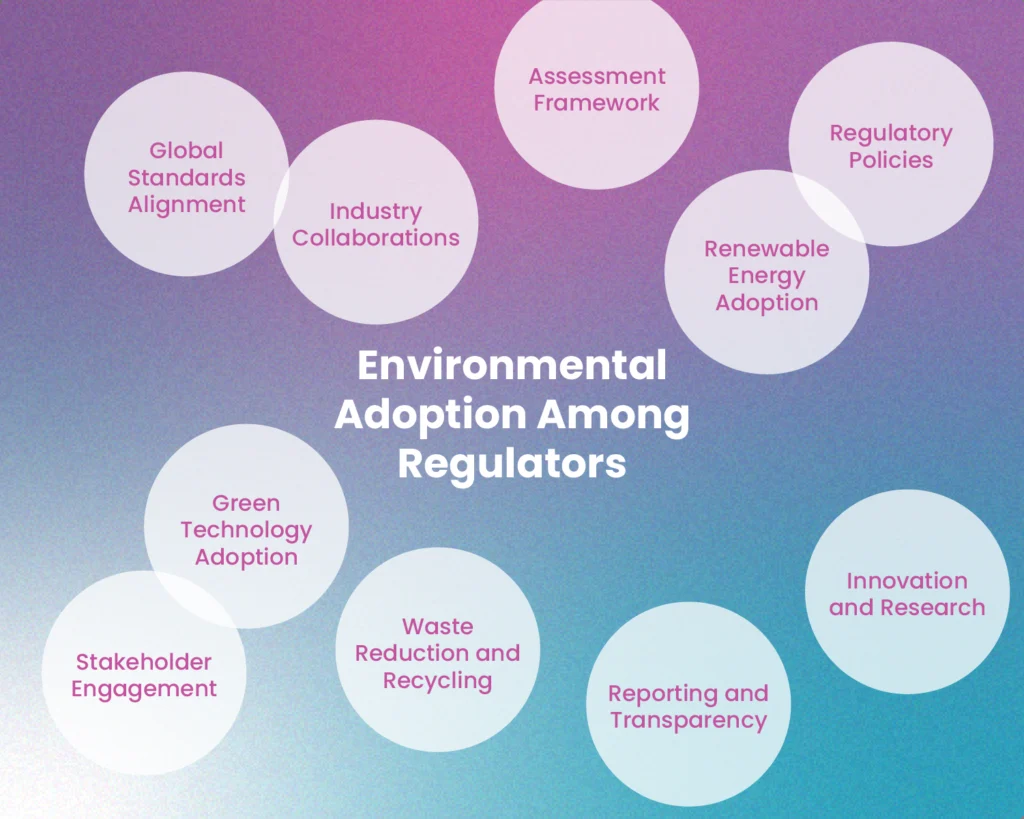 Assessment
Framework
Regulatory
Policies
Global
Standards
Alignment
Industry
Collaborations
Renewable
Energy
Adoption
Environmental
Adoption Among
Regulators
Green
Technology
Adoption
Innovation
and Research
Waste
Reduction and
Recycling
Stakeholder
Engagement
Reporting and
Transparency